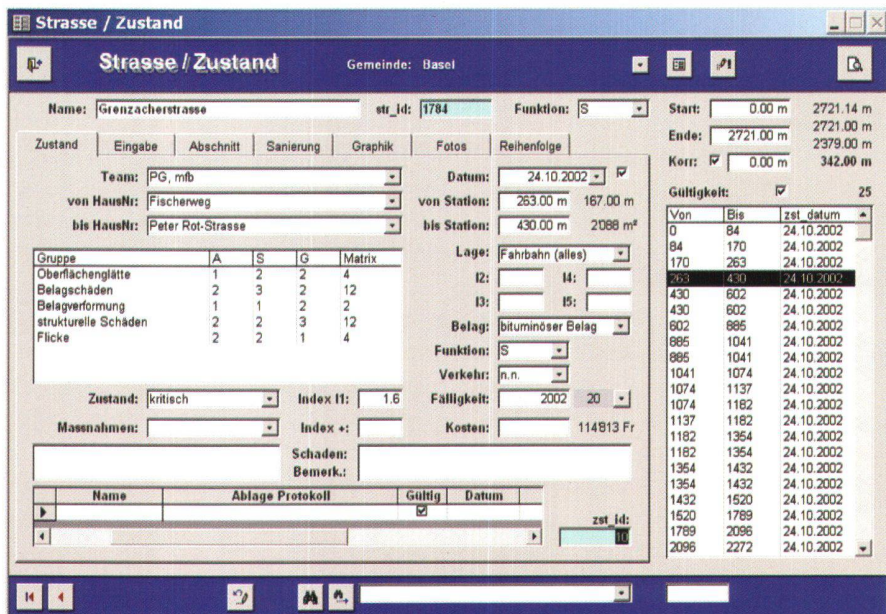 Strasse / Zustand
Strasse / Zustand Gemeinde: Basel
Name: Grenzacherstrasse str_id: 1784 Funktion: S
Start: 0.00 m 2721.14 m
Ende: 2721.00 m 2721.00 m
2379.00 m
Korr: 0.00 m 342.00 m
Zustand Eingabe Abschnitt Sanierung Graphik Fotos Reihenfolge
Team: PG, mfb Datum: 24.10.2002
von HausNr: Fischerweg von Station: 263.00 m 167.00 m
bis HausNr: Peter Rot-Strasse bis Station: 430.00 m 2'088 m²
Gruppe A S G Matrix
Oberflächenglätte 1 2 2 4
Belagschäden 2 3 2 12
Belagverformung 1 1 2 2
strukturelle Schäden 2 2 3 12
Flicke 2 2 1 4
Lage: Fahrbahn (alles)
I2: I4:
I3: I5:
Belag: bituminöser Belag
Funktion: S
Verkehr: n.n.
Zustand: kritisch Index I1: 1.6 Fälligkeit: 2002 20
Massnahmen: Index +: Kosten: 114'813 Fr
Schaden:
Bemerk.:
Name Ablage Protokoll Gültig Datum
zst_id:
10
Gültigkeit: 25
Von Bis zst_datum
0 84 24.10.2002
84 170 24.10.2002
170 263 24.10.2002
263 430 24.10.2002
430 602 24.10.2002
430 602 24.10.2002
602 885 24.10.2002
885 1041 24.10.2002
885 1041 24.10.2002
1041 1074 24.10.2002
1074 1137 24.10.2002
1074 1182 24.10.2002
1137 1182 24.10.2002
1182 1354 24.10.2002
1182 1354 24.10.2002
1354 1432 24.10.2002
1354 1432 24.10.2002
1432 1520 24.10.2002
1520 1789 24.10.2002
1789 2096 24.10.2002
2096 2272 24.10.2002